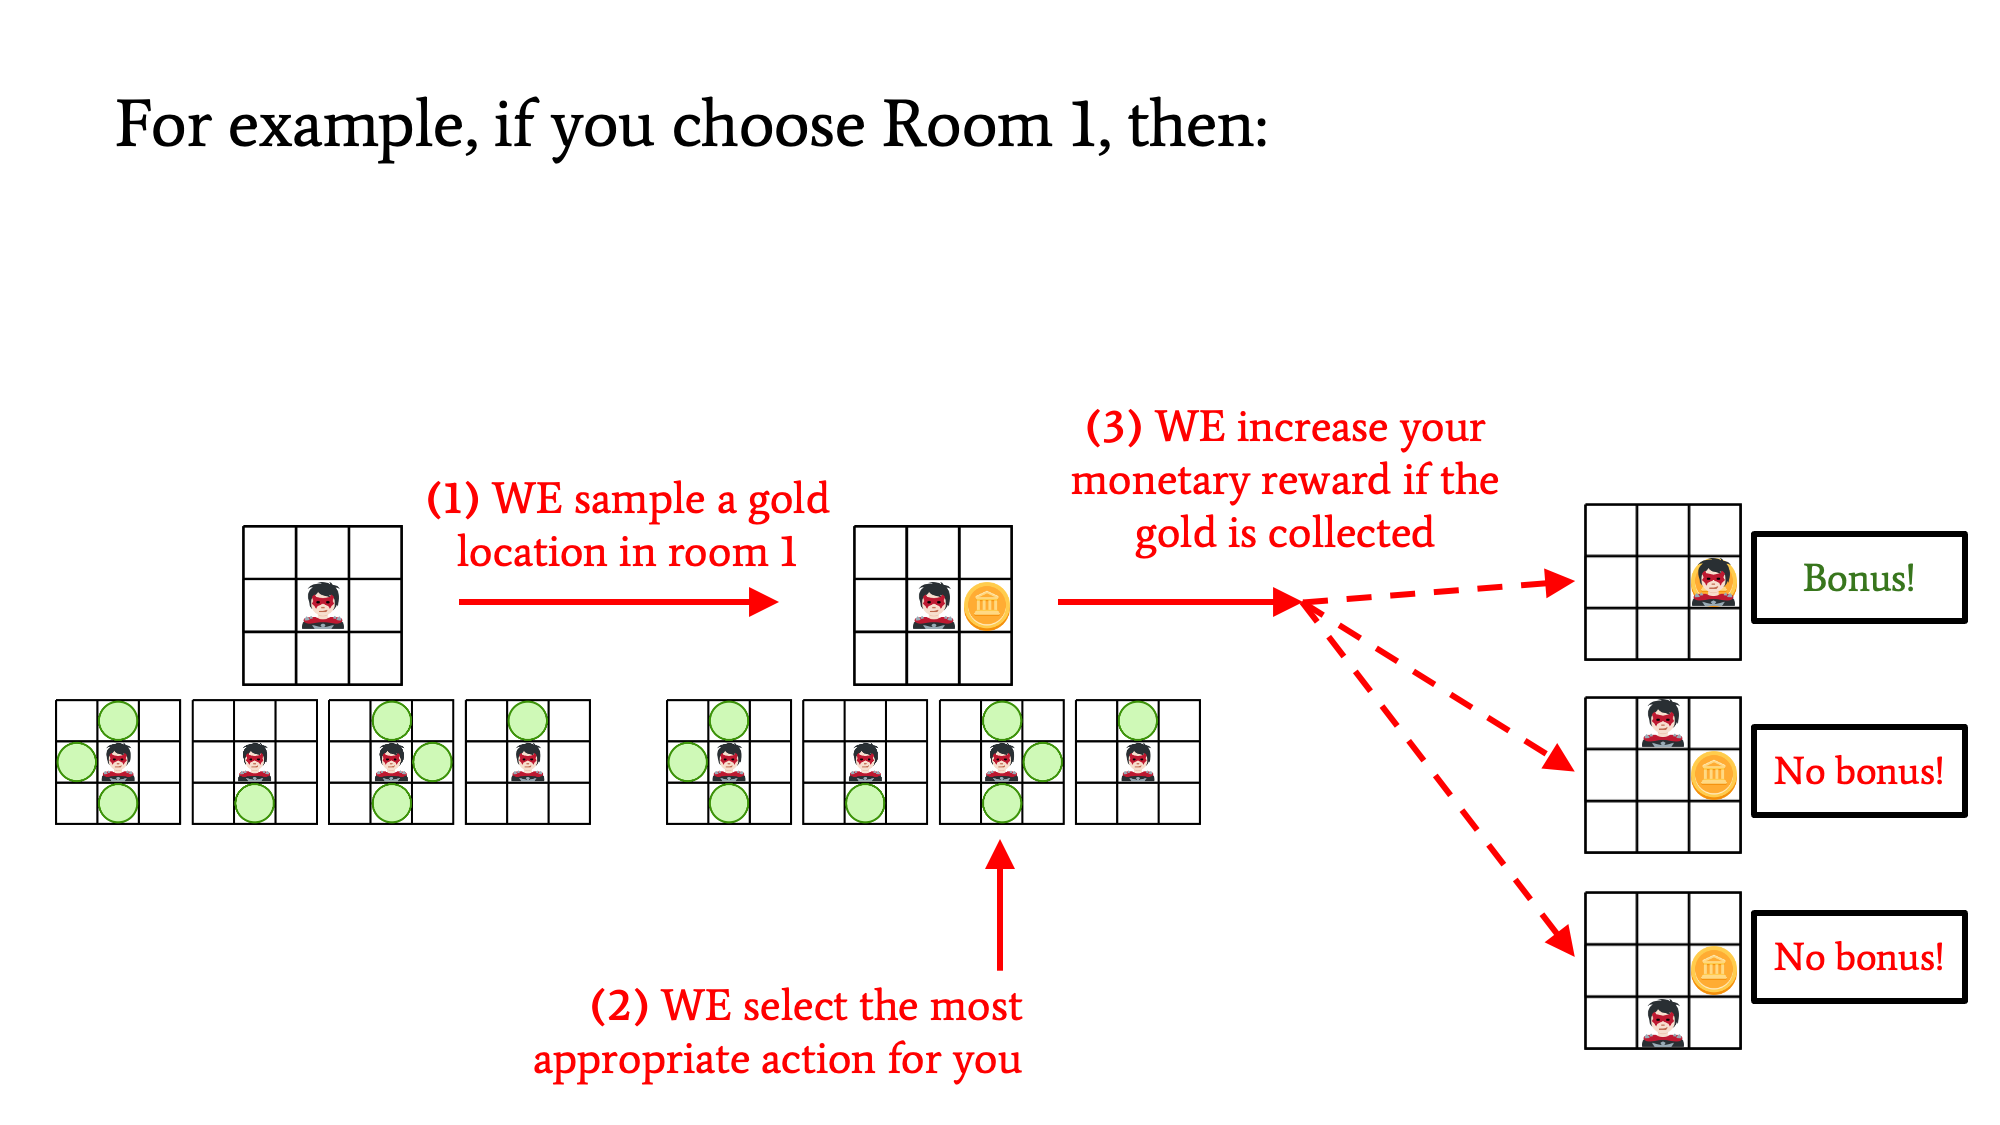 For example, if you choose Room 1, then:
(1) WE sample a gold
location in room 1
(3) WE increase your
monetary reward if the
gold is collected
Bonus!
No bonus!
No bonus!
(2) WE select the most
appropriate action for you